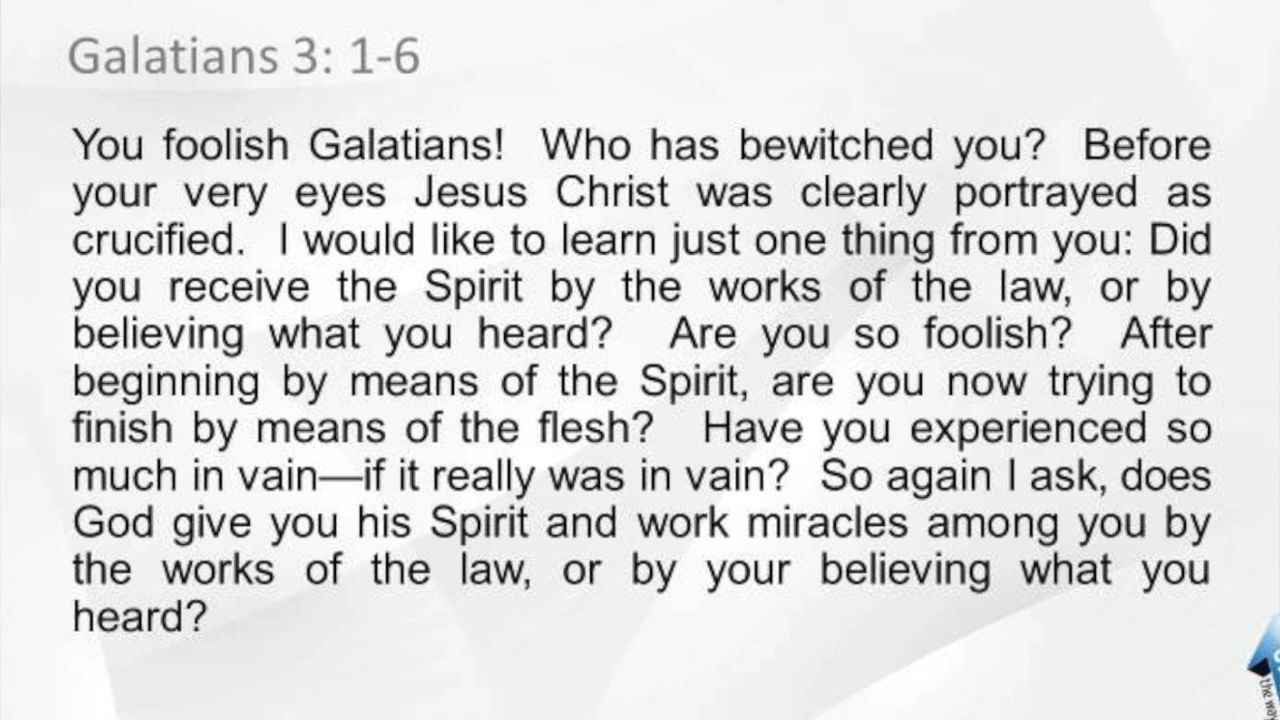 Galatians 3: 1-6
You foolish Galatians! Who has bewitched you? Before
your very eyes Jesus Christ was clearly portrayed as
crucified. I would like to learn just one thing from you: Did
you receive the Spirit by the works of the law, or by
believing what you heard? Are you so foolish? After
beginning by means of the Spirit, are you now trying to
finish by means of the flesh? Have you experienced so
much in vain—if it really was in vain? So again I ask, does
God give you his Spirit and work miracles among you by
the works of the law, or by your believing what you
heard?
the way